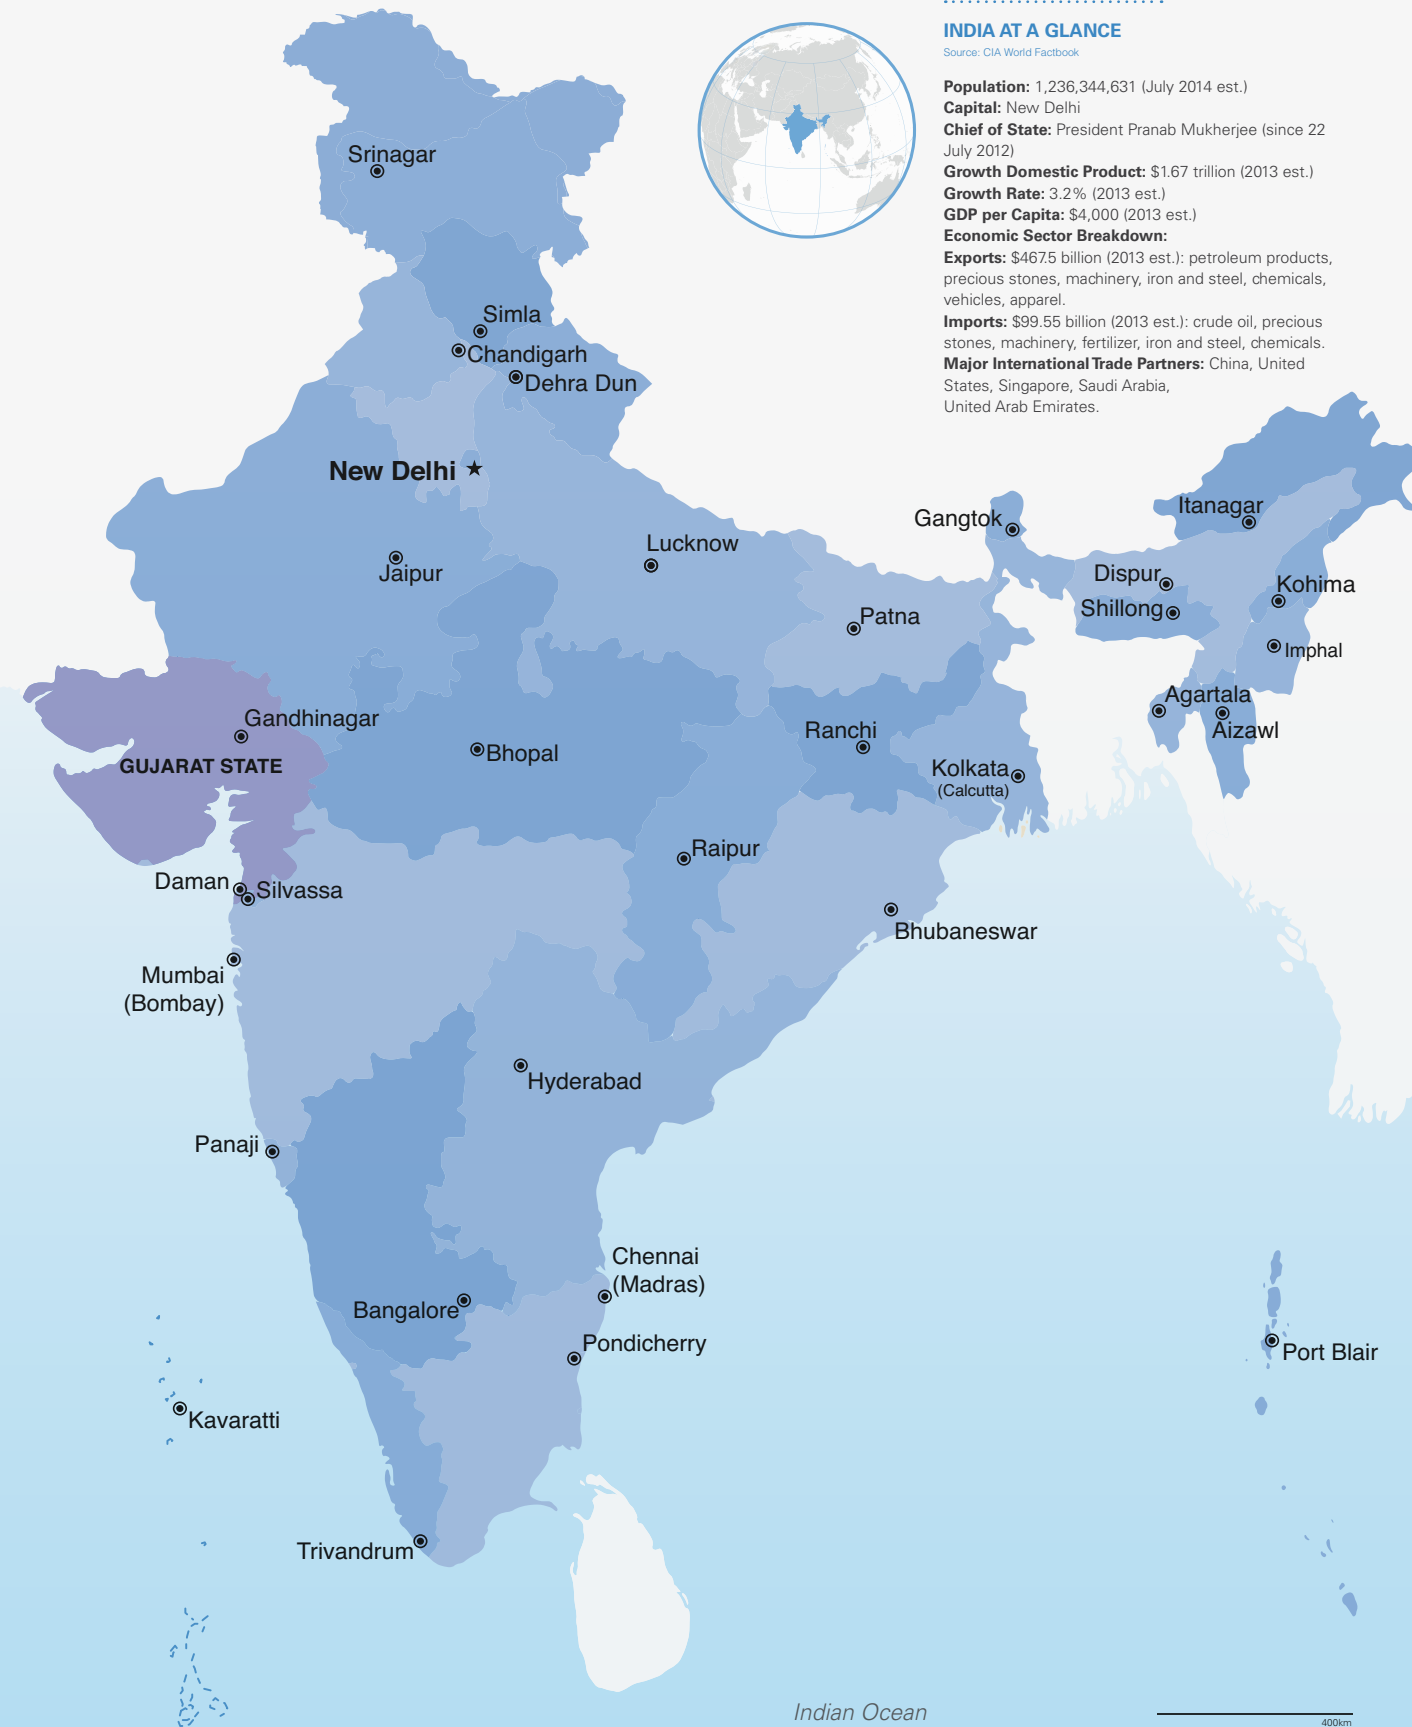 INDIA AT A GLANCE
Source: CIA World Factbook
Population: 1,236,344,631 (July 2014 est.)
Capital: New Delhi
Chief of State: President Pranab Mukherjee (since 22
July 2012)
Growth Domestic Product: $1.67 trillion (2013 est.)
Growth Rate: 3.2% (2013 est.)
GDP per Capita: $4,000 (2013 est.)
Economic Sector Breakdown:
Exports: $467.5 billion (2013 est.): petroleum products,
precious stones, machinery, iron and steel, chemicals,
vehicles, apparel.
Imports: $99.55 billion (2013 est.): crude oil, precious
stones, machinery, fertilizer, iron and steel, chemicals.
Major International Trade Partners: China, United
States, Singapore, Saudi Arabia,
United Arab Emirates.
Srinagar
Simla
Chandigarh
Dehra Dun
New Delhi
Gangtok
Itanagar
Lucknow
Jaipur
Dispur
Kohima
Shillong
Patna
Imphal
Agartala
Gandhinagar
Aizawl
Ranchi
Bhopal
GUJARAT STATE
Kolkata
(Calcutta)
Raipur
Daman
Silvassa
Bhubaneswar
Mumbai
(Bombay)
Hyderabad
Panaji
Chennai
(Madras)
Bangalore
Pondicherry
Port Blair
Kavaratti
Trivandrum
Indian Ocean
400km